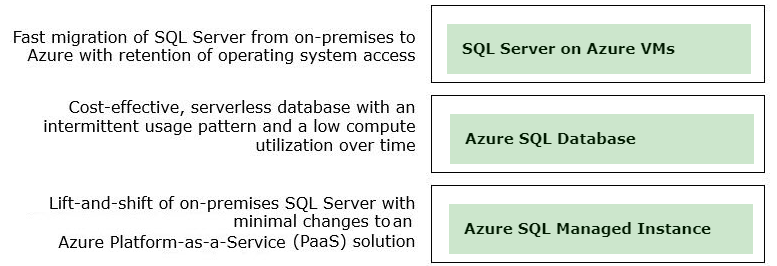 Fast migration of SQL Server from on-premises to
Azure with retention of operating system access
SQL Server on Azure VMs
Cost-effective, serverless database with an
intermittent usage pattern and a low compute
utilization over time
Azure SQL Database
Lift-and-shift of on-premises SQL Server with
minimal changes to an
Azure Platform-as-a-Service (PaaS) solution
Azure SQL Managed Instance